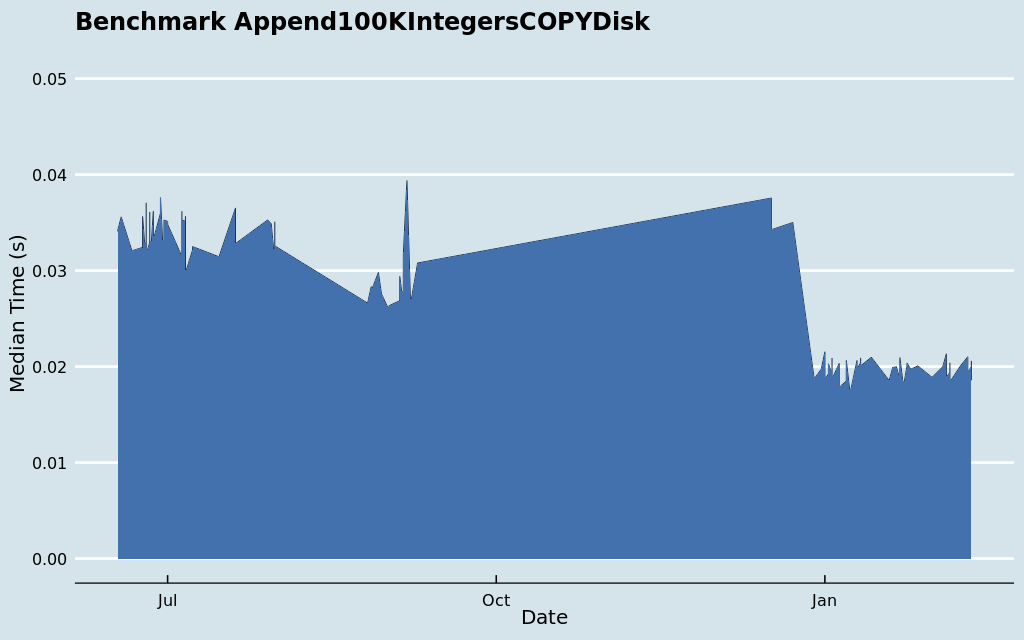 Benchmark Append100KIntegersCOPYDisk
0.05
0.04
0.03
0.02
0.01
0.00
Median Time (s)
Jul
Oct
Jan
Date